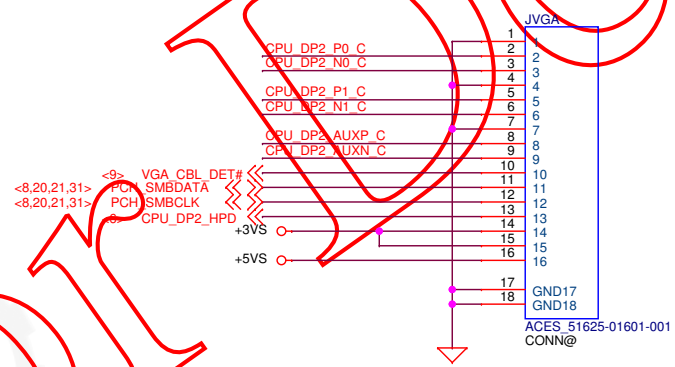 JVGA
1 1
CPU_DP2_P0_C 2 2
CPU_DP2_N0_C 3 3
4 4
CPU_DP2_P1_C 5 5
CPU_DP2_N1_C 6 6
7 7
CPU_DP2_AUXP_C 8 8
CPU_DP2_AUXN_C 9 9
<9> VGA_CBL_DET# 10 10
<8,20,21,31> PCH_SMBDATA 11 11
<8,20,21,31> PCH_SMBCLK 12 12
CPU_DP2_HPD 13 13
+3VS 14 14
15 15
+5VS 16 16
17 GND17
18 GND18
ACES_51625-01601-001
CONN@